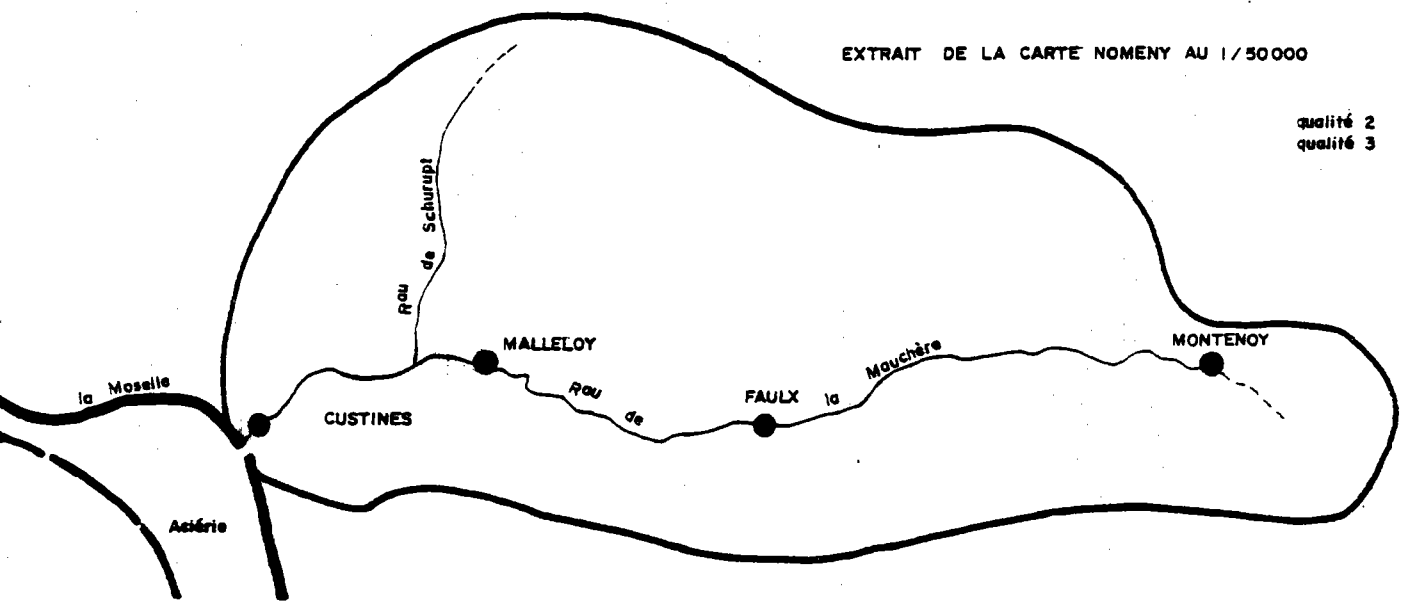 EXTRAIT DE LA CARTE NOMENY AU 1/50000
qualité 2
qualité 3
Rau de Schurupt
MALLELOY
MONTENOY
la Moselle
Rau de la Mauchère
FAULX
CUSTINES
Aciérie